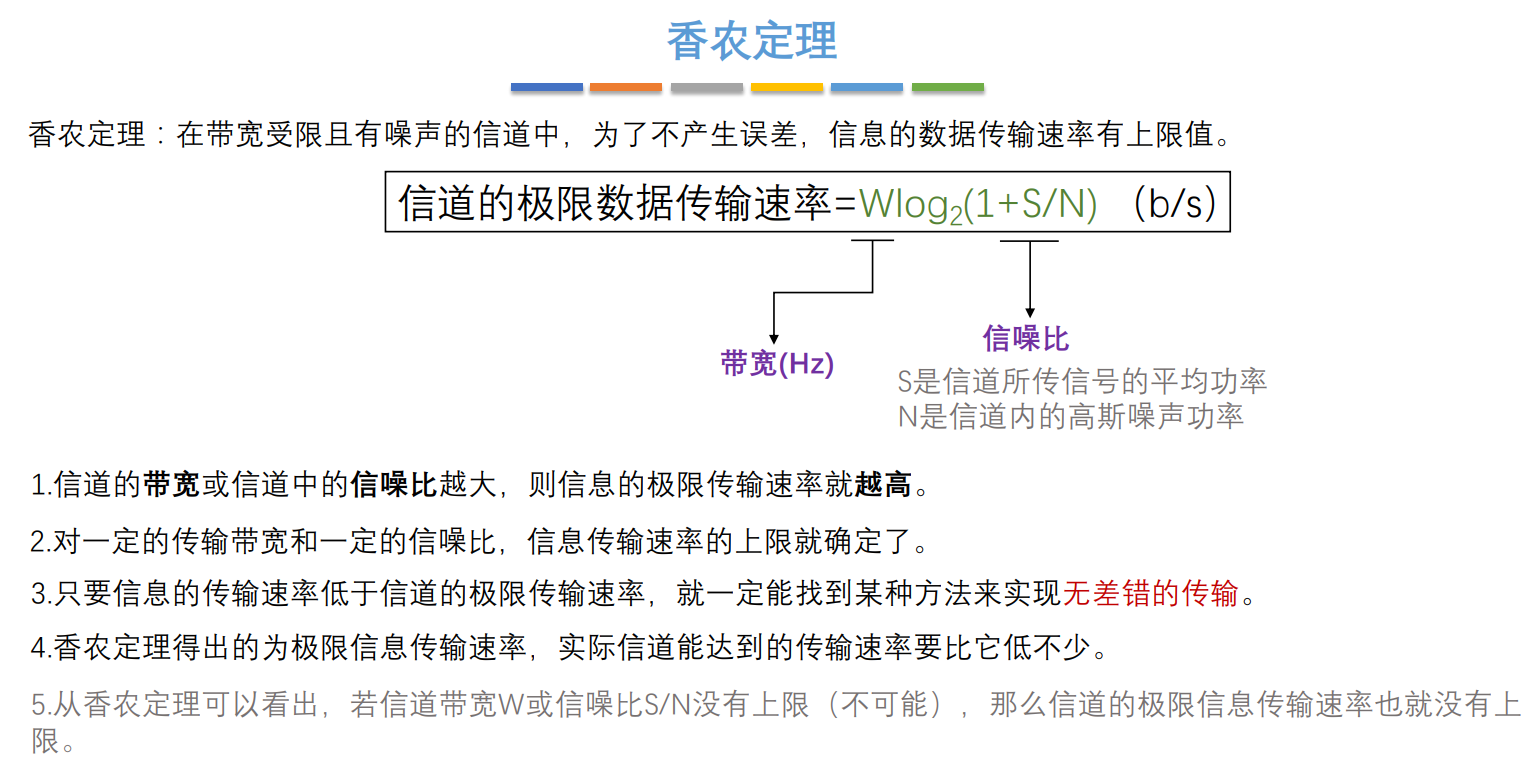 香农定理
香农定理：在带宽受限且有噪声的信道中，为了不产生误差，信息的数据传输速率有上限值。
信道的极限数据传输速率=Wlog₂(1+S/N) （b/s）
带宽(Hz)
信噪比
S是信道所传信号的平均功率
N是信道内的高斯噪声功率
1.信道的带宽或信道中的信噪比越大，则信息的极限传输速率就越高。
2.对一定的传输带宽和一定的信噪比，信息传输速率的上限就确定了。
3.只要信息的传输速率低于信道的极限传输速率，就一定能找到某种方法来实现无差错的传输。
4.香农定理得出的为极限信息传输速率，实际信道能达到的传输速率要比它低不少。
5.从香农定理可以看出，若信道带宽W或信噪比S/N没有上限（不可能），那么信道的极限信息传输速率也就没有上
限。